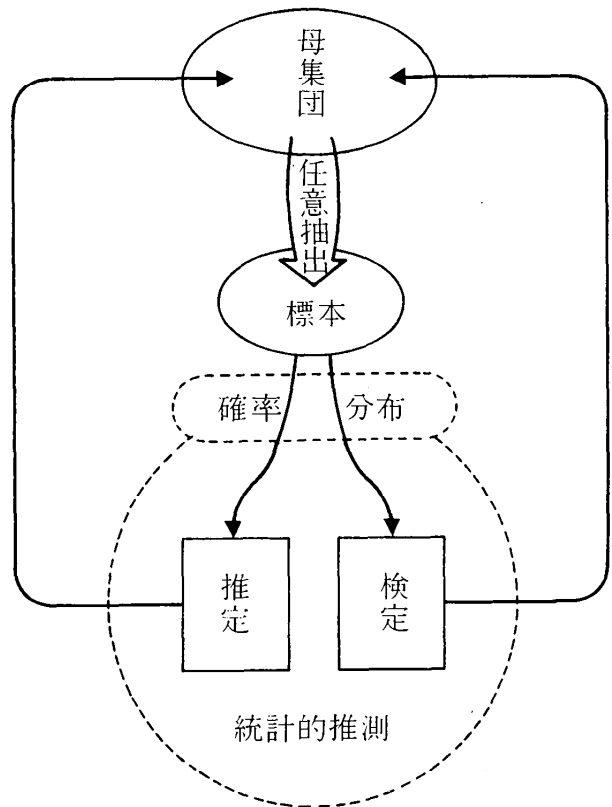 母集団
任意抽出
標本
確率 分布
推定
検定
統計的推測